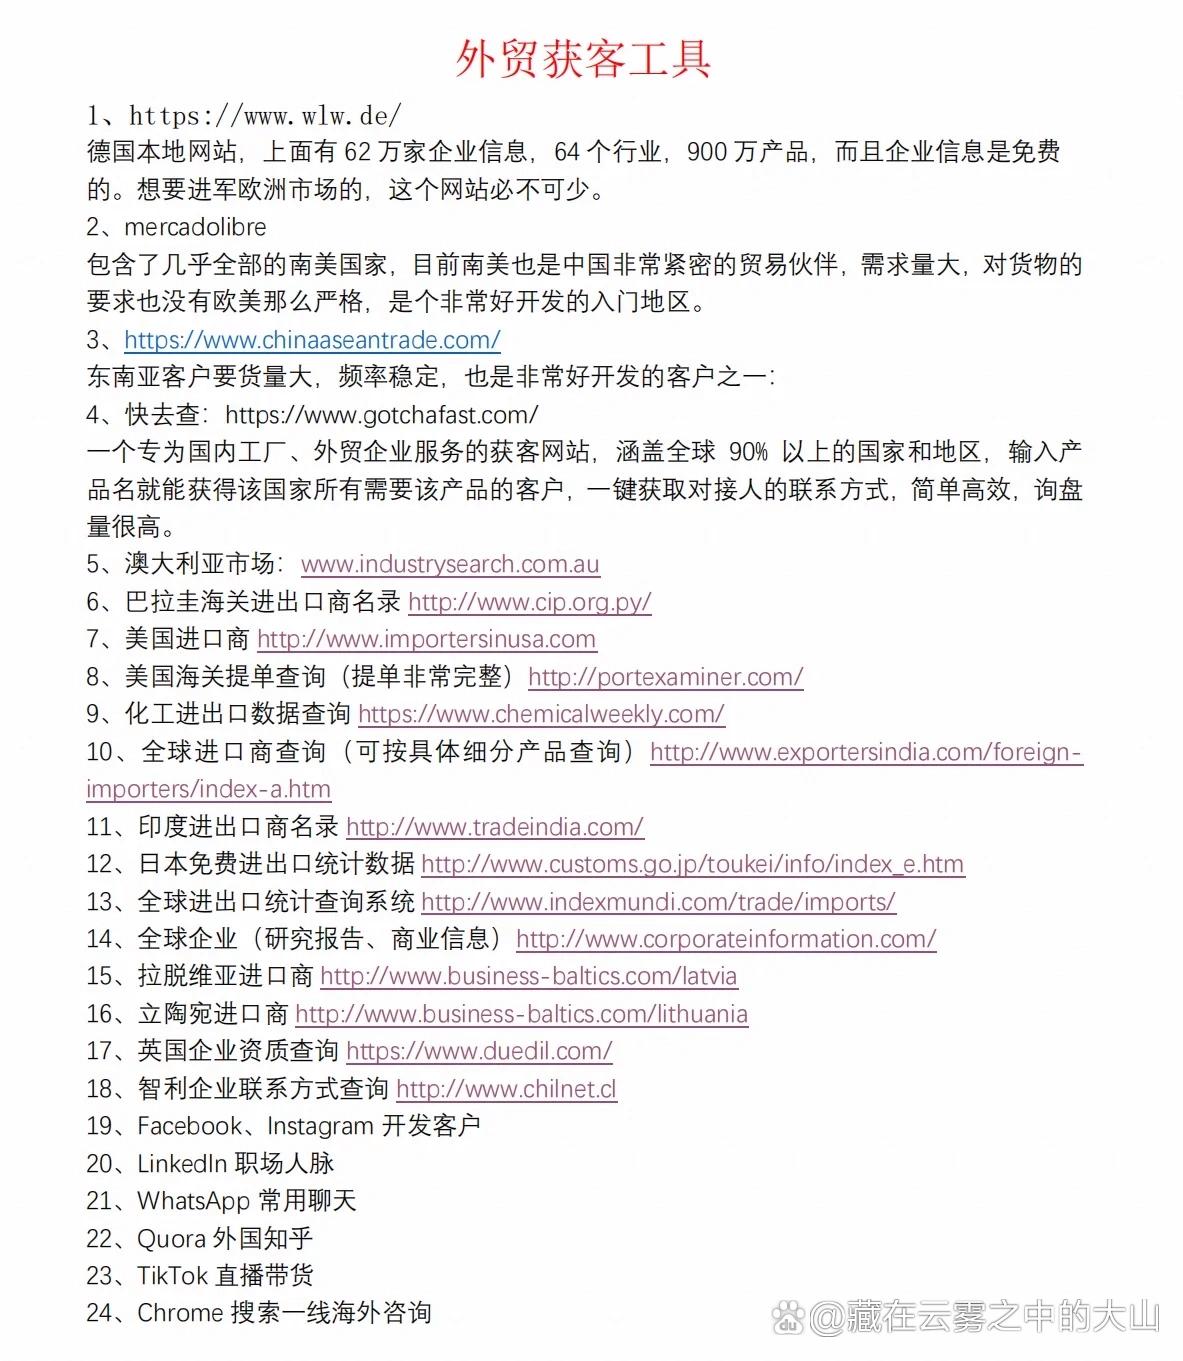 外贸获客工具
1、https://www.wlw.de/
德国本地网站，上面有 62 万家企业信息，64 个行业，900 万产品，而且企业信息是免费
的。想要进军欧洲市场的，这个网站必不可少。
2、mercadolibre
包含了几乎全部的南美国家，目前南美也是中国非常紧密的贸易伙伴，需求量大，对货物的
要求也没有欧美那么严格，是个非常好开发的入门地区。
3、https://www.chinaaseantrade.com/
东南亚客户要货量大，频率稳定，也是非常好开发的客户之一：
4、快去查：https://www.gotchafast.com/
一个专为国内工厂、外贸企业服务的获客网站，涵盖全球 90% 以上的国家和地区，输入产
品名就能获得该国家所有需要该产品的客户，一键获取对接人的联系方式，简单高效，询盘
量很高。
5、澳大利亚市场：www.industrysearch.com.au
6、巴拉圭海关进出口商名录 http://www.cip.org.py/
7、美国进口商 http://www.importersinusa.com
8、美国海关提单查询（提单非常完整）http://portexaminer.com/
9、化工进出口数据查询 https://www.chemicalweekly.com/
10、全球进口商查询（可按具体细分产品查询）http://www.exportersindia.com/foreign-
importers/index-a.htm
11、印度进出口商名录 http://www.tradeindia.com/
12、日本免费进出口统计数据 http://www.customs.go.jp/toukei/info/index_e.htm
13、全球进出口统计查询系统 http://www.indexmundi.com/trade/imports/
14、全球企业（研究报告、商业信息）http://www.corporateinformation.com/
15、拉脱维亚进口商 http://www.business-baltics.com/latvia
16、立陶宛进口商 http://www.business-baltics.com/lithuania
17、英国企业资质查询 https://www.duedil.com/
18、智利企业联系方式查询 http://www.chilnet.cl
19、Facebook、Instagram 开发客户
20、LinkedIn 职场人脉
21、WhatsApp 常用聊天
22、Quora 外国知乎
23、TikTok 直播带货
24、Chrome 搜索一线海外咨询
du @藏在云雾之中的大山